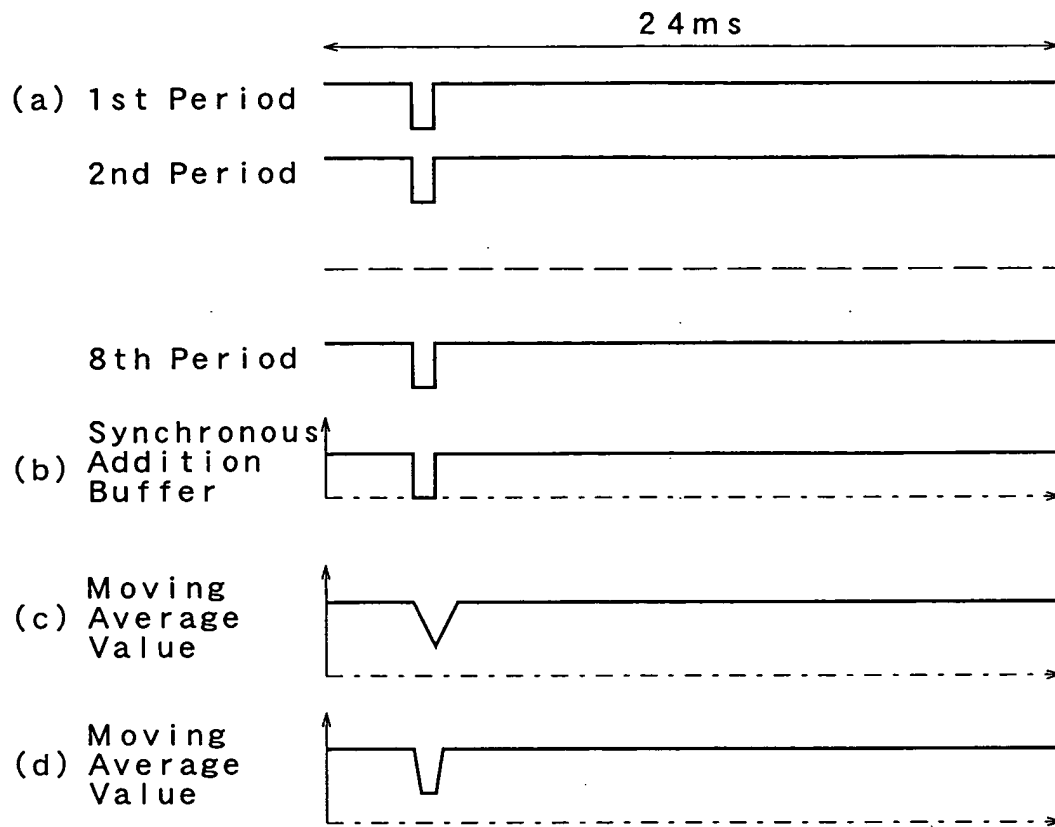 24ms
(a) 1st Period
2nd Period
8th Period
(b) Synchronous
Addition
Buffer
(c) Moving
Average
Value
(d) Moving
Average
Value